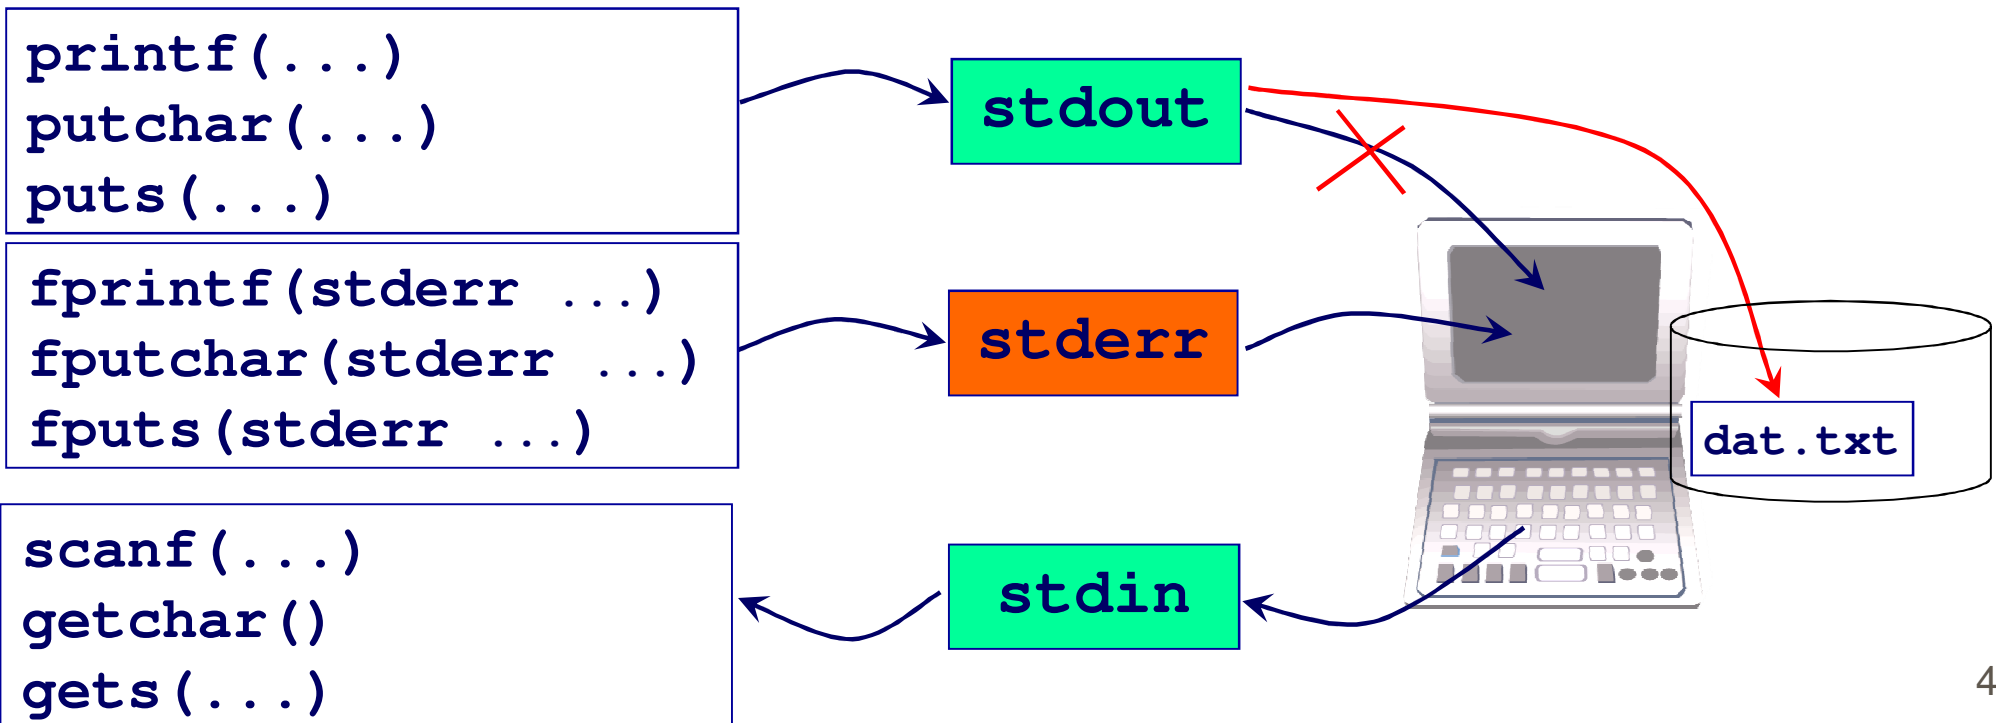 printf(...)
putchar(...)
puts(...)
stdout
fprintf(stderr ...)
fputchar(stderr ...)
fputs(stderr ...)
stderr
dat.txt
scanf(...)
getchar()
gets(...)
stdin
4